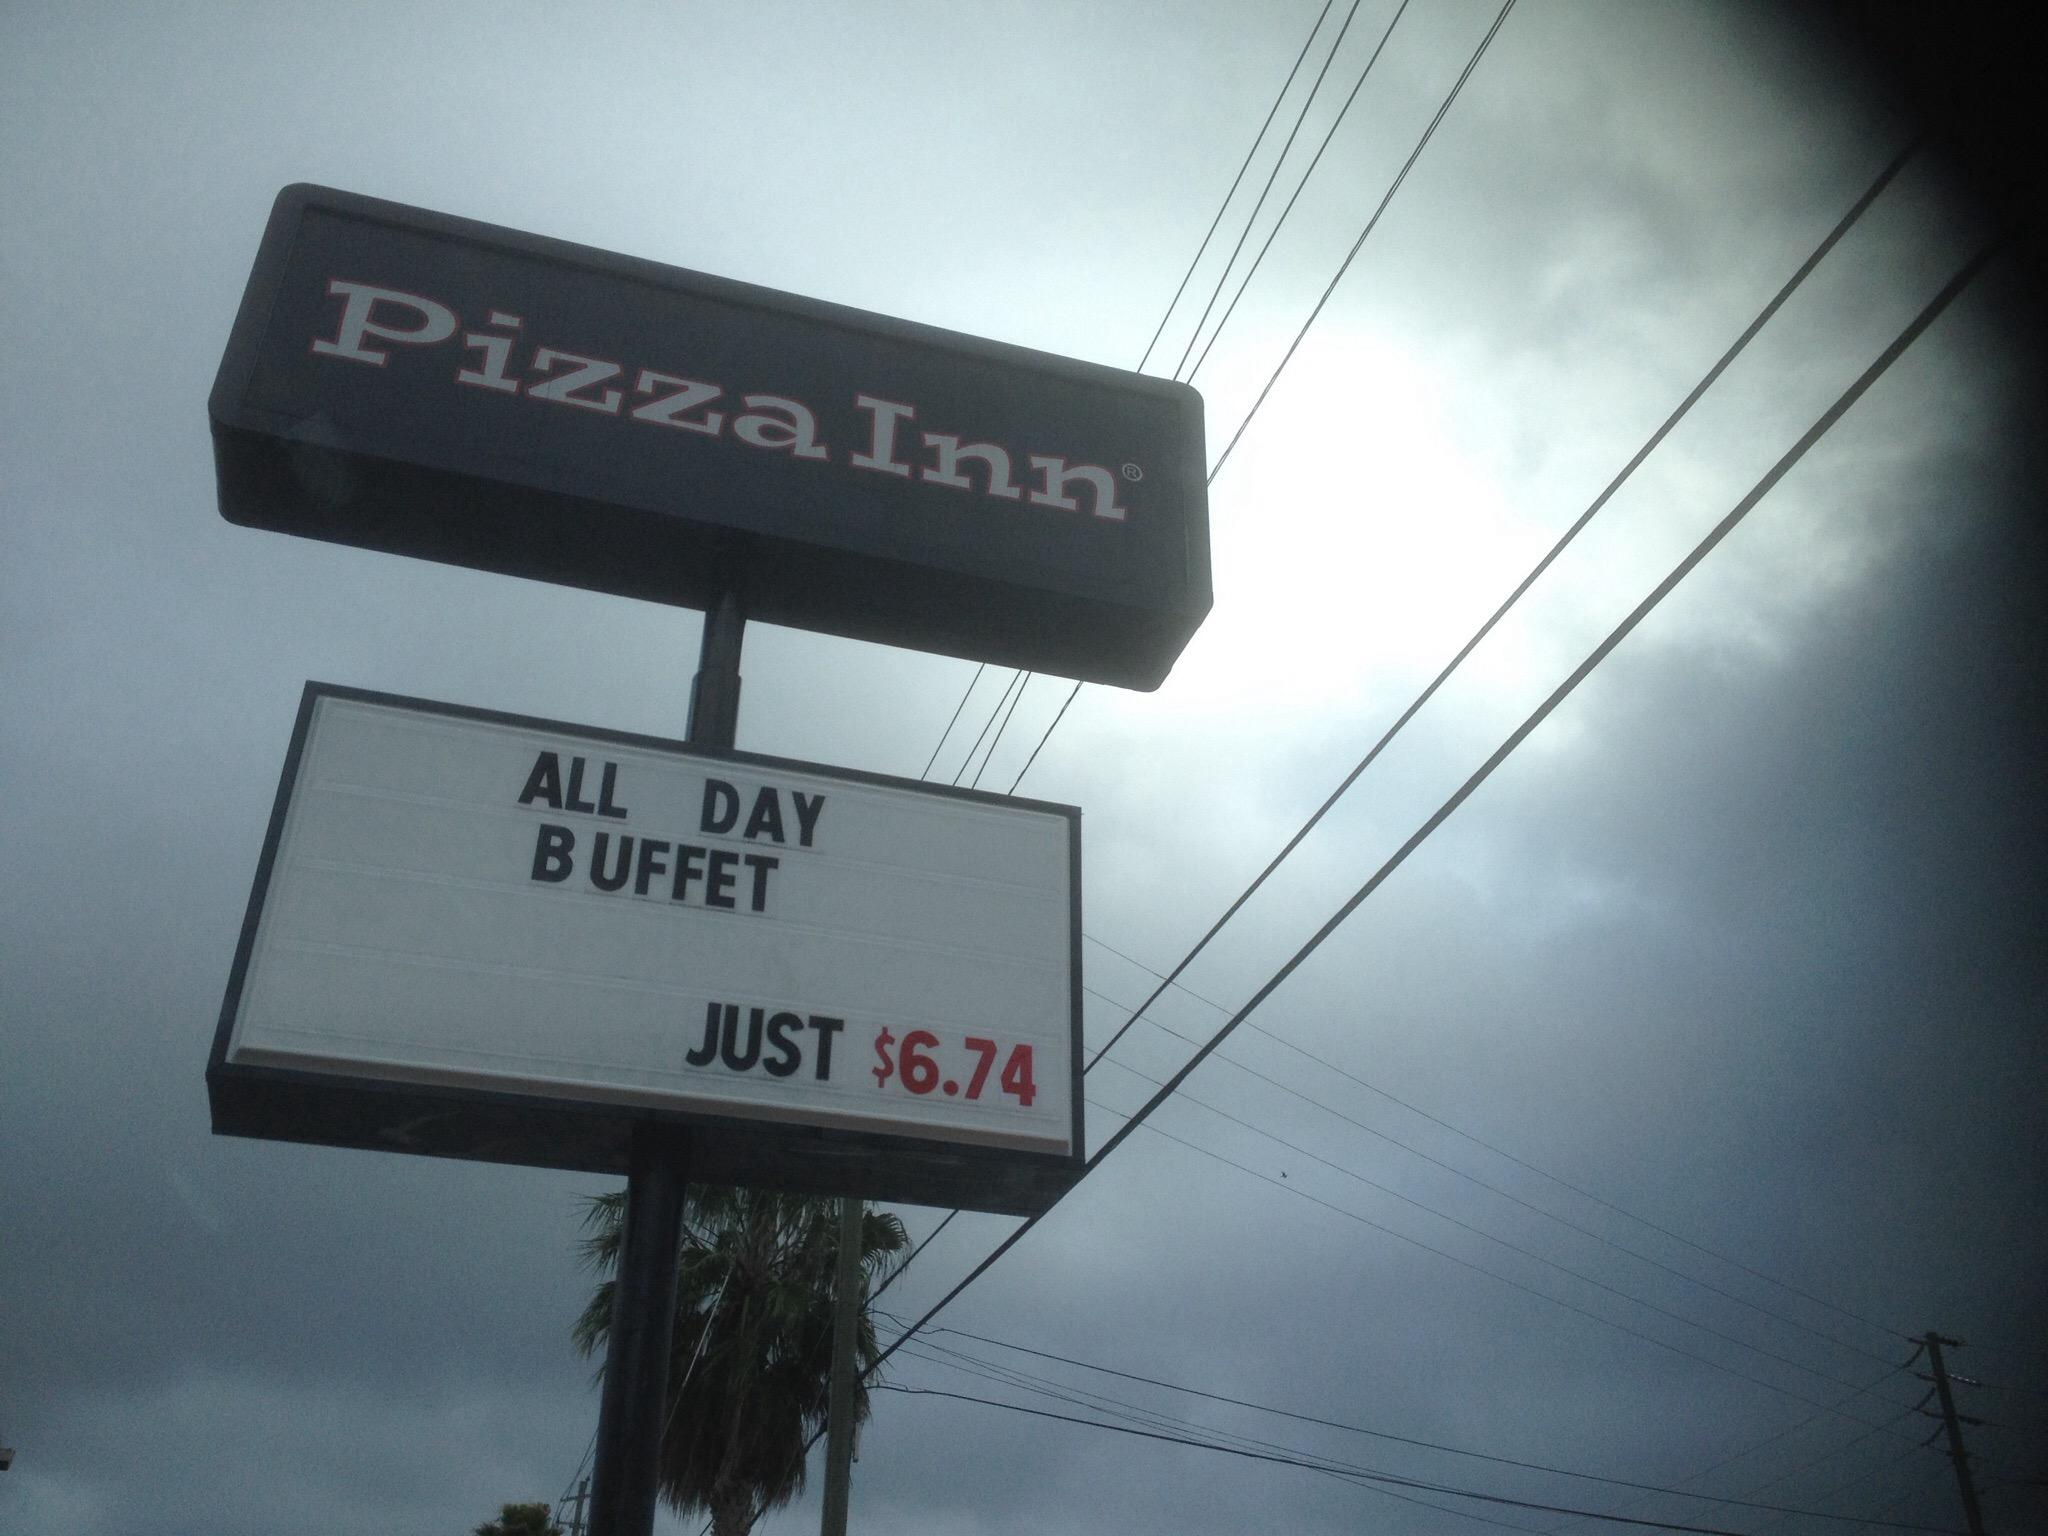 Pizza Inn®
ALL DAY
BUFFET
JUST $6.74